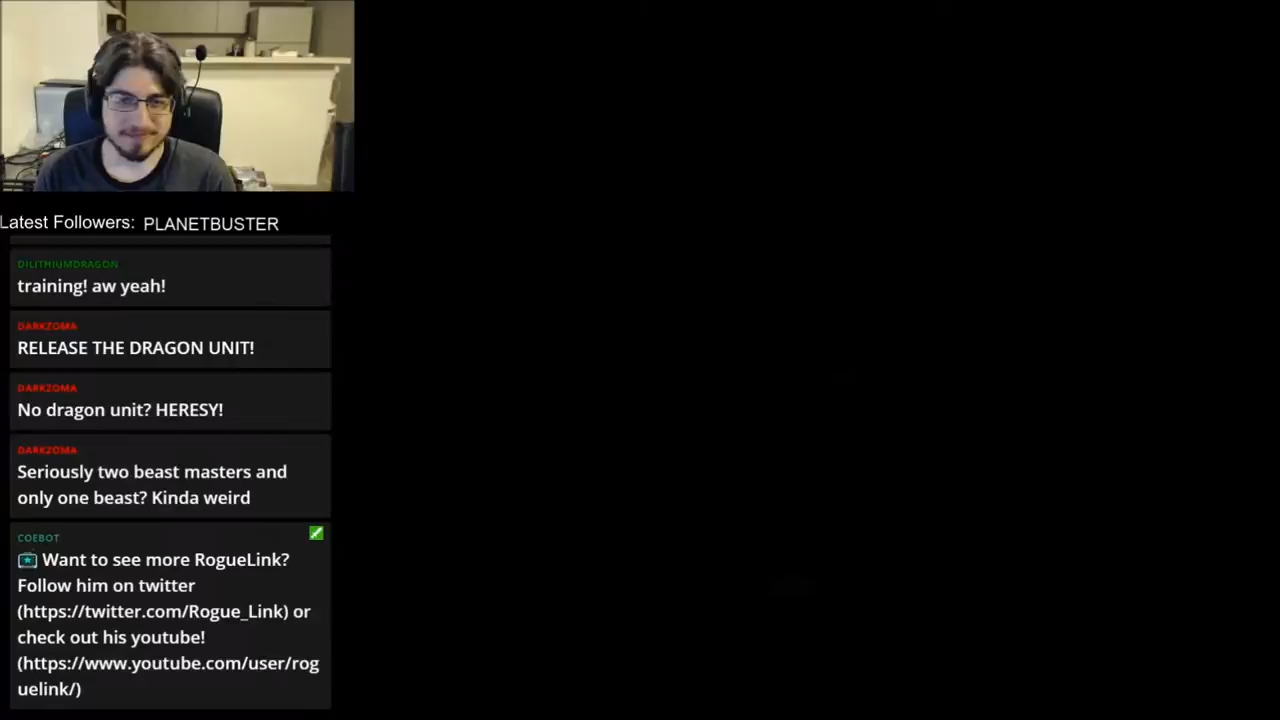 Latest Followers: PLANETBUSTER
DILITHIUMDRAGON
training! aw yeah!
DARKZOMA
RELEASE THE DRAGON UNIT!
DARKZOMA
No dragon unit? HERESY!
DARKZOMA
Seriously two beast masters and
only one beast? Kinda weird
COEBOT
Want to see more RogueLink?
Follow him on twitter
(https://twitter.com/Rogue_Link) or
check out his youtube!
(https://www.youtube.com/user/rog
uelink/)